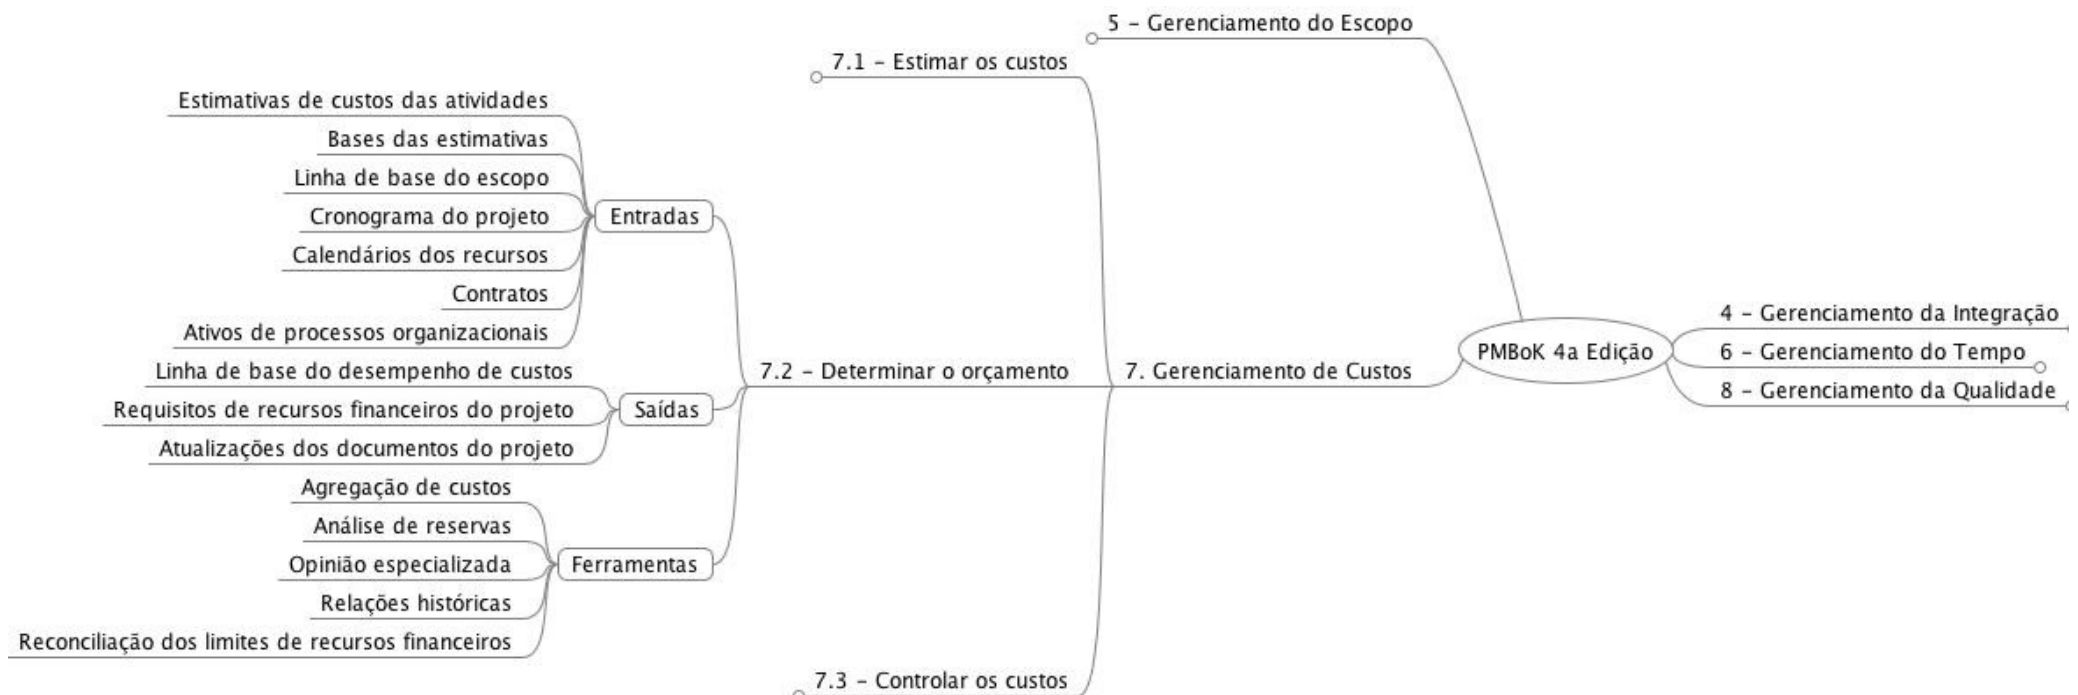 5 – Gerenciamento do Escopo
7.1 – Estimar os custos
Estimativas de custos das atividades
Bases das estimativas
Linha de base do escopo
Cronograma do projeto
Entradas
Calendários dos recursos
Contratos
Ativos de processos organizacionais
Linha de base do desempenho de custos
Requisitos de recursos financeiros do projeto
Saídas
Atualizações dos documentos do projeto
Agregação de custos
Análise de reservas
Opinião especializada
Ferramentas
Relações históricas
Reconciliação dos limites de recursos financeiros
7.2 – Determinar o orçamento
7. Gerenciamento de Custos
PMBoK 4a Edição
4 – Gerenciamento da Integração
6 – Gerenciamento do Tempo
8 – Gerenciamento da Qualidade
7.3 – Controlar os custos